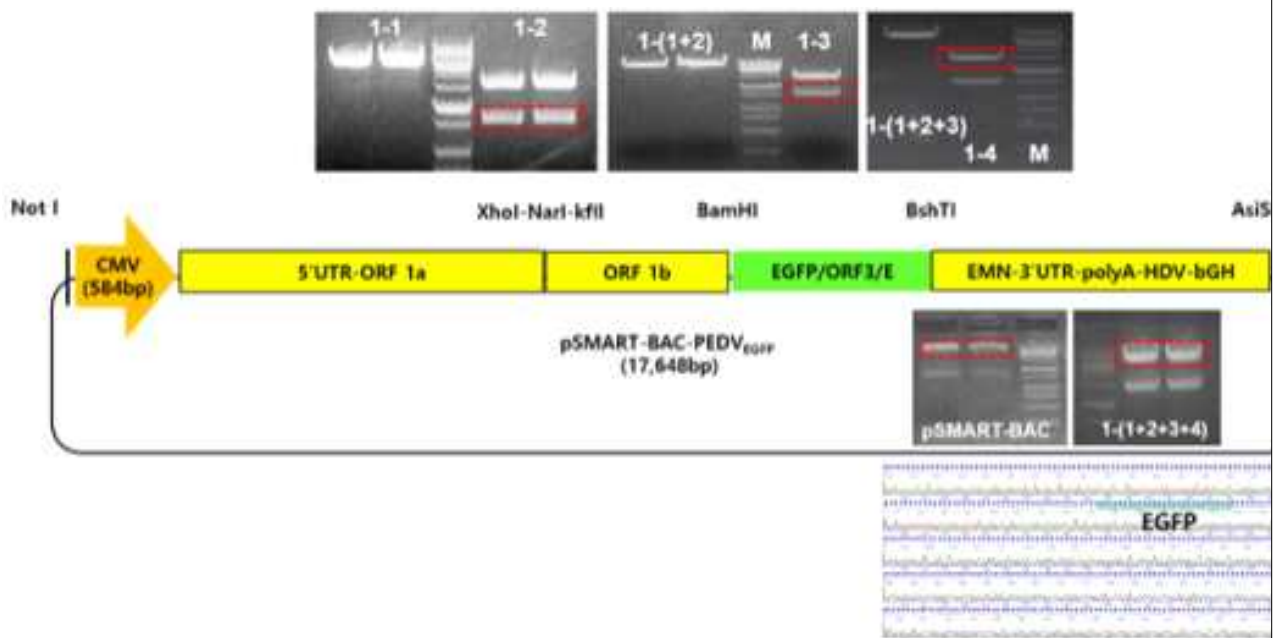 1-1
1-2
1-(1+2)
M
1-3
1-(1+2+3)
1-4
M
Not I
XhoI-NarI-kfiI
BamHI
BshTI
AsiS
CMV
(584bp)
5'UTR-ORF 1a
ORF 1b
EGFP/ORF3/E
EMN-3'UTR-polyA-HDV-bGH
pSMART-BAC-PEDVEGFP
(17,648bp)
pSMART-BAC
1-(1+2+3+4)
EGFP